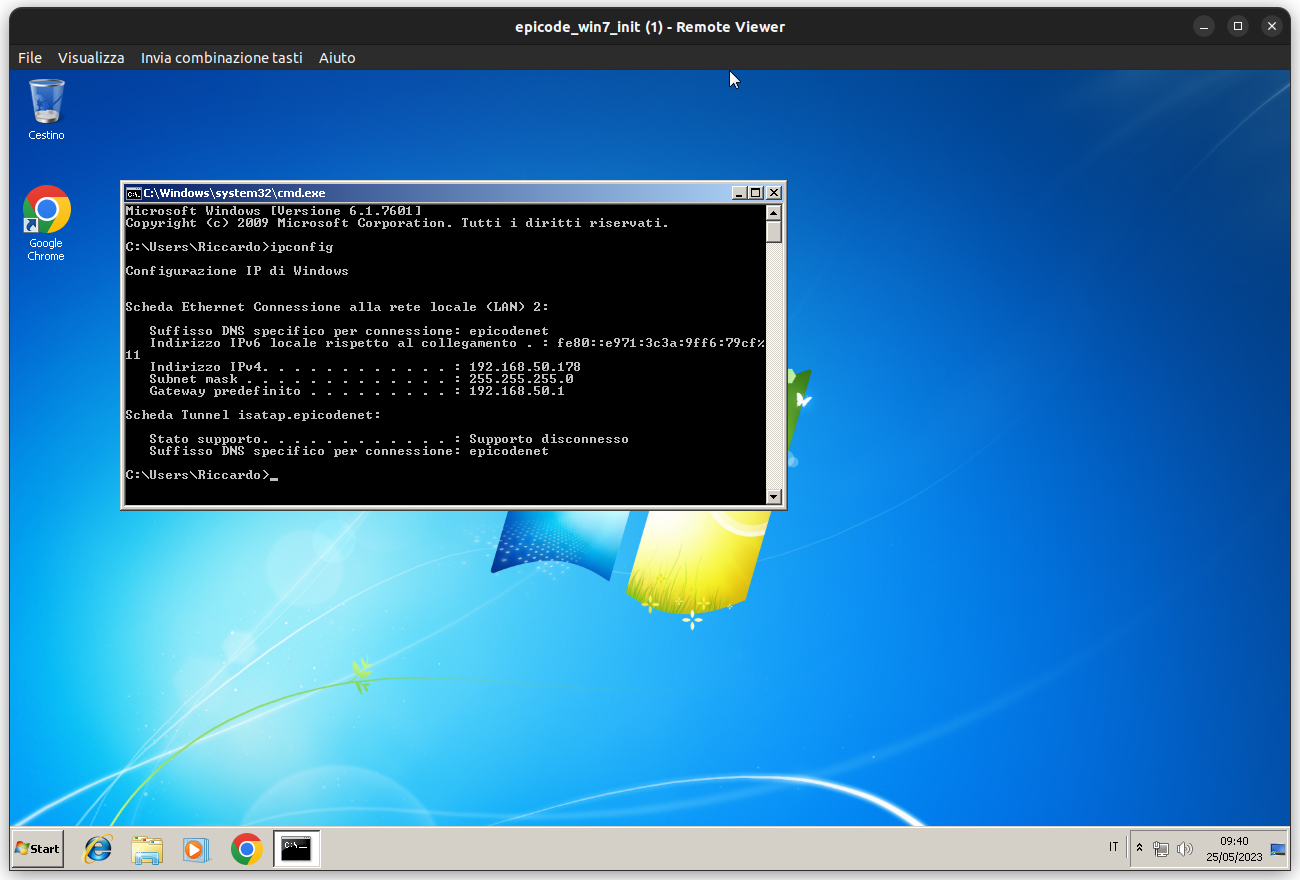 epicode_win7_init (1) - Remote Viewer
File Visualizza Invia combinazione tasti Aiuto
Cestino
Google
Chrome
C:\Windows\system32\cmd.exe
Microsoft Windows [Versione 6.1.7601]
Copyright (c) 2009 Microsoft Corporation. Tutti i diritti riservati.
C:\Users\Riccardo>ipconfig
Configurazione IP di Windows
Scheda Ethernet Connessione alla rete locale (LAN) 2:
Suffisso DNS specifico per connessione: epicodenet
Indirizzo IPv6 locale rispetto al collegamento . : fe80::e971:3c3a:9ff6:79cf%
11
Indirizzo IPv4. . . . . . . . . . . . : 192.168.50.178
Subnet mask . . . . . . . . . . . . . : 255.255.255.0
Gateway predefinito . . . . . . . . . : 192.168.50.1
Scheda Tunnel isatap.epicodenet:
Stato supporto. . . . . . . . . . . . : Supporto disconnesso
Suffisso DNS specifico per connessione: epicodenet
C:\Users\Riccardo>_
Start
IT
09:40
25/05/2023